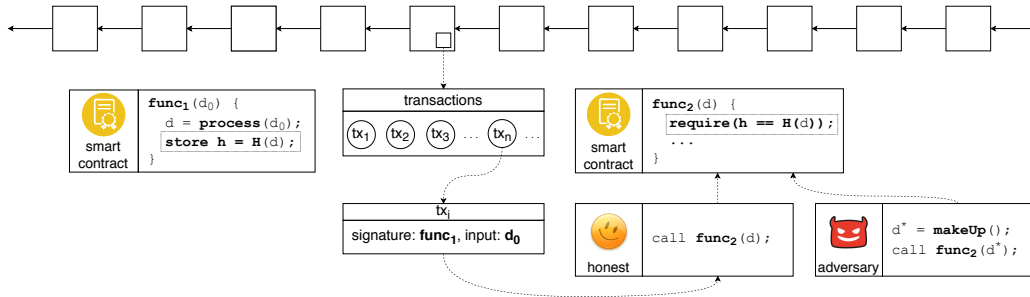 func1(d0) {
d = process(d0);
store h = H(d);
}
smart
contract
transactions
tx1 tx2 tx3 ... txn ...
txi
signature: func1, input: d0
func2(d) {
require(h == H(d));
...
}
smart
contract
call func2(d);
honest
d* = makeUp();
call func2(d*);
adversary